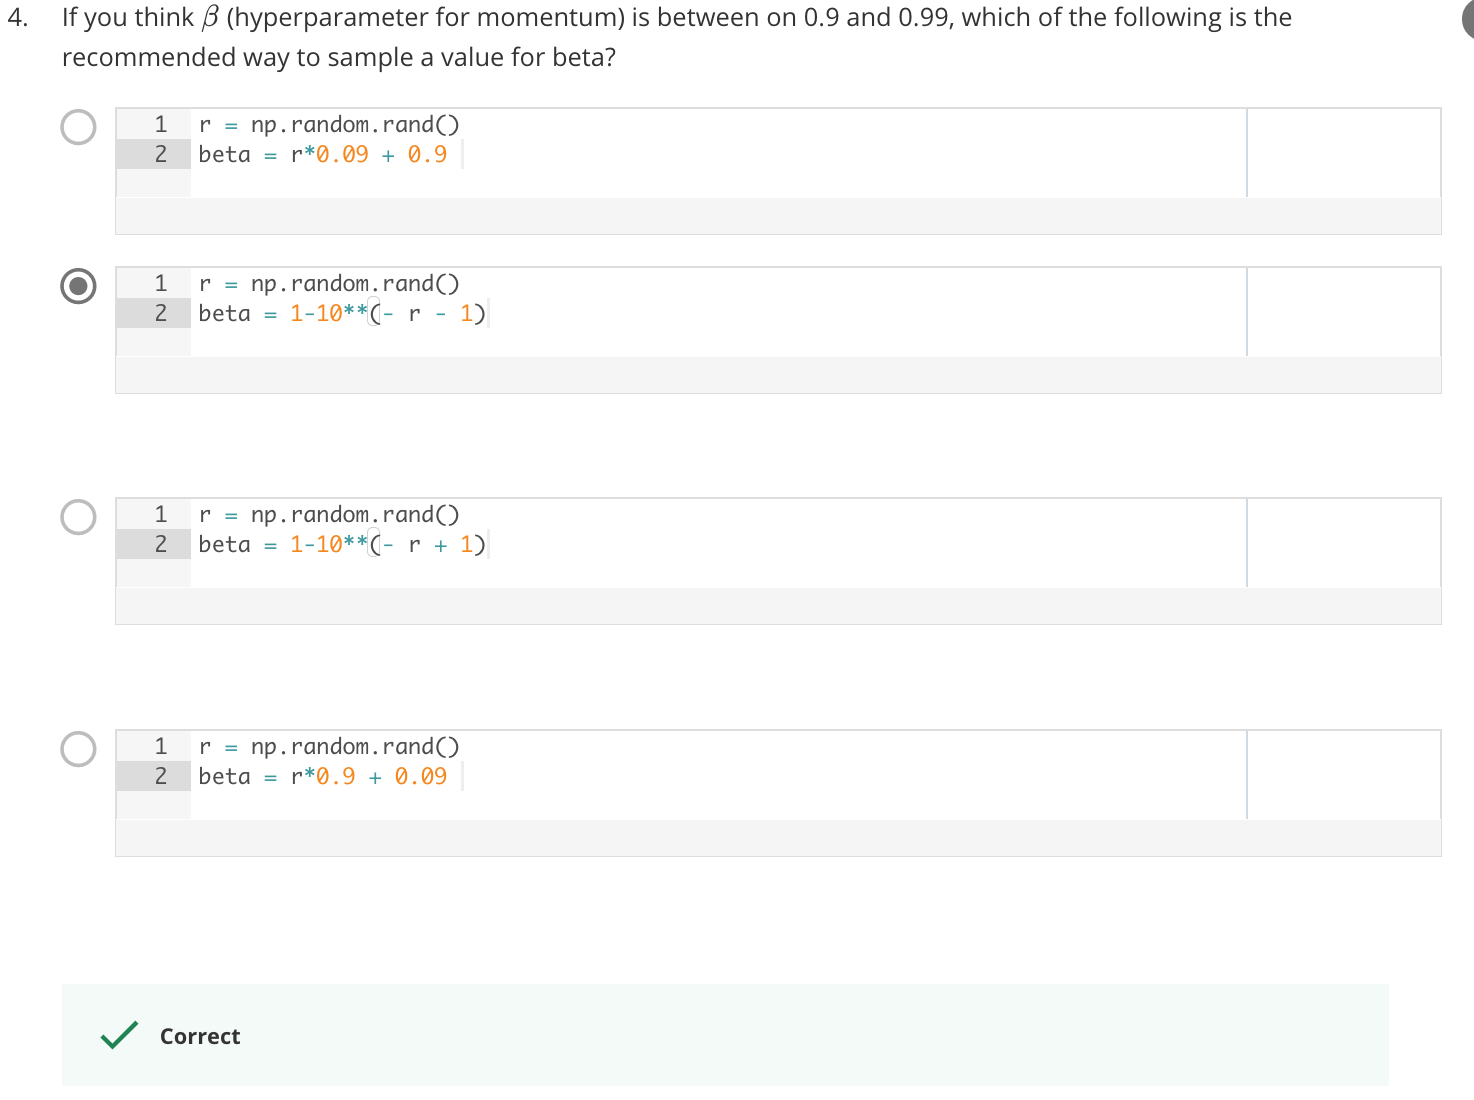 4. If you think β (hyperparameter for momentum) is between on 0.9 and 0.99, which of the following is the
recommended way to sample a value for beta?
1 r = np.random.rand()
2 beta = r*0.09 + 0.9
1 r = np.random.rand()
2 beta = 1-10**(- r - 1)
1 r = np.random.rand()
2 beta = 1-10**(- r + 1)
1 r = np.random.rand()
2 beta = r*0.9 + 0.09
Correct